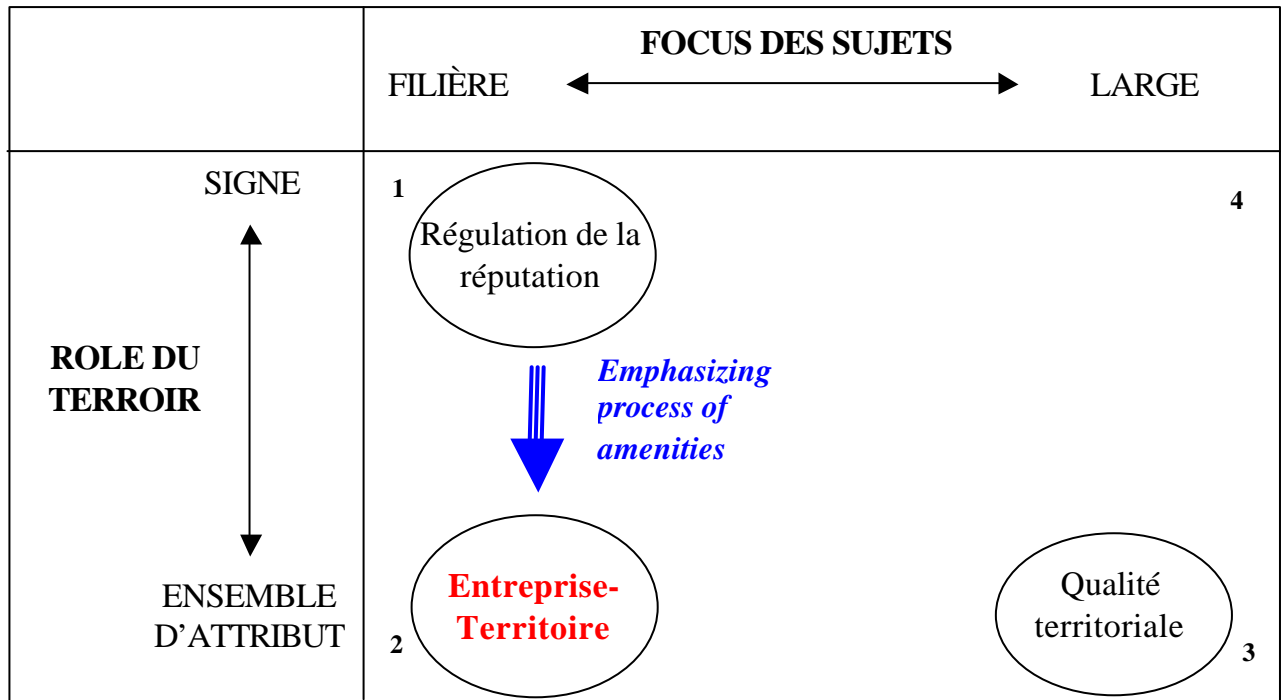 FOCUS DES SUJETS
FILIÈRE
LARGE
SIGNE
1
4
Régulation de la
réputation
ROLE DU
TERROIR
Emphasizing
process of
amenities
ENSEMBLE
D’ATTRIBUT
2
Entreprise-
Territoire
Qualité
territoriale
3